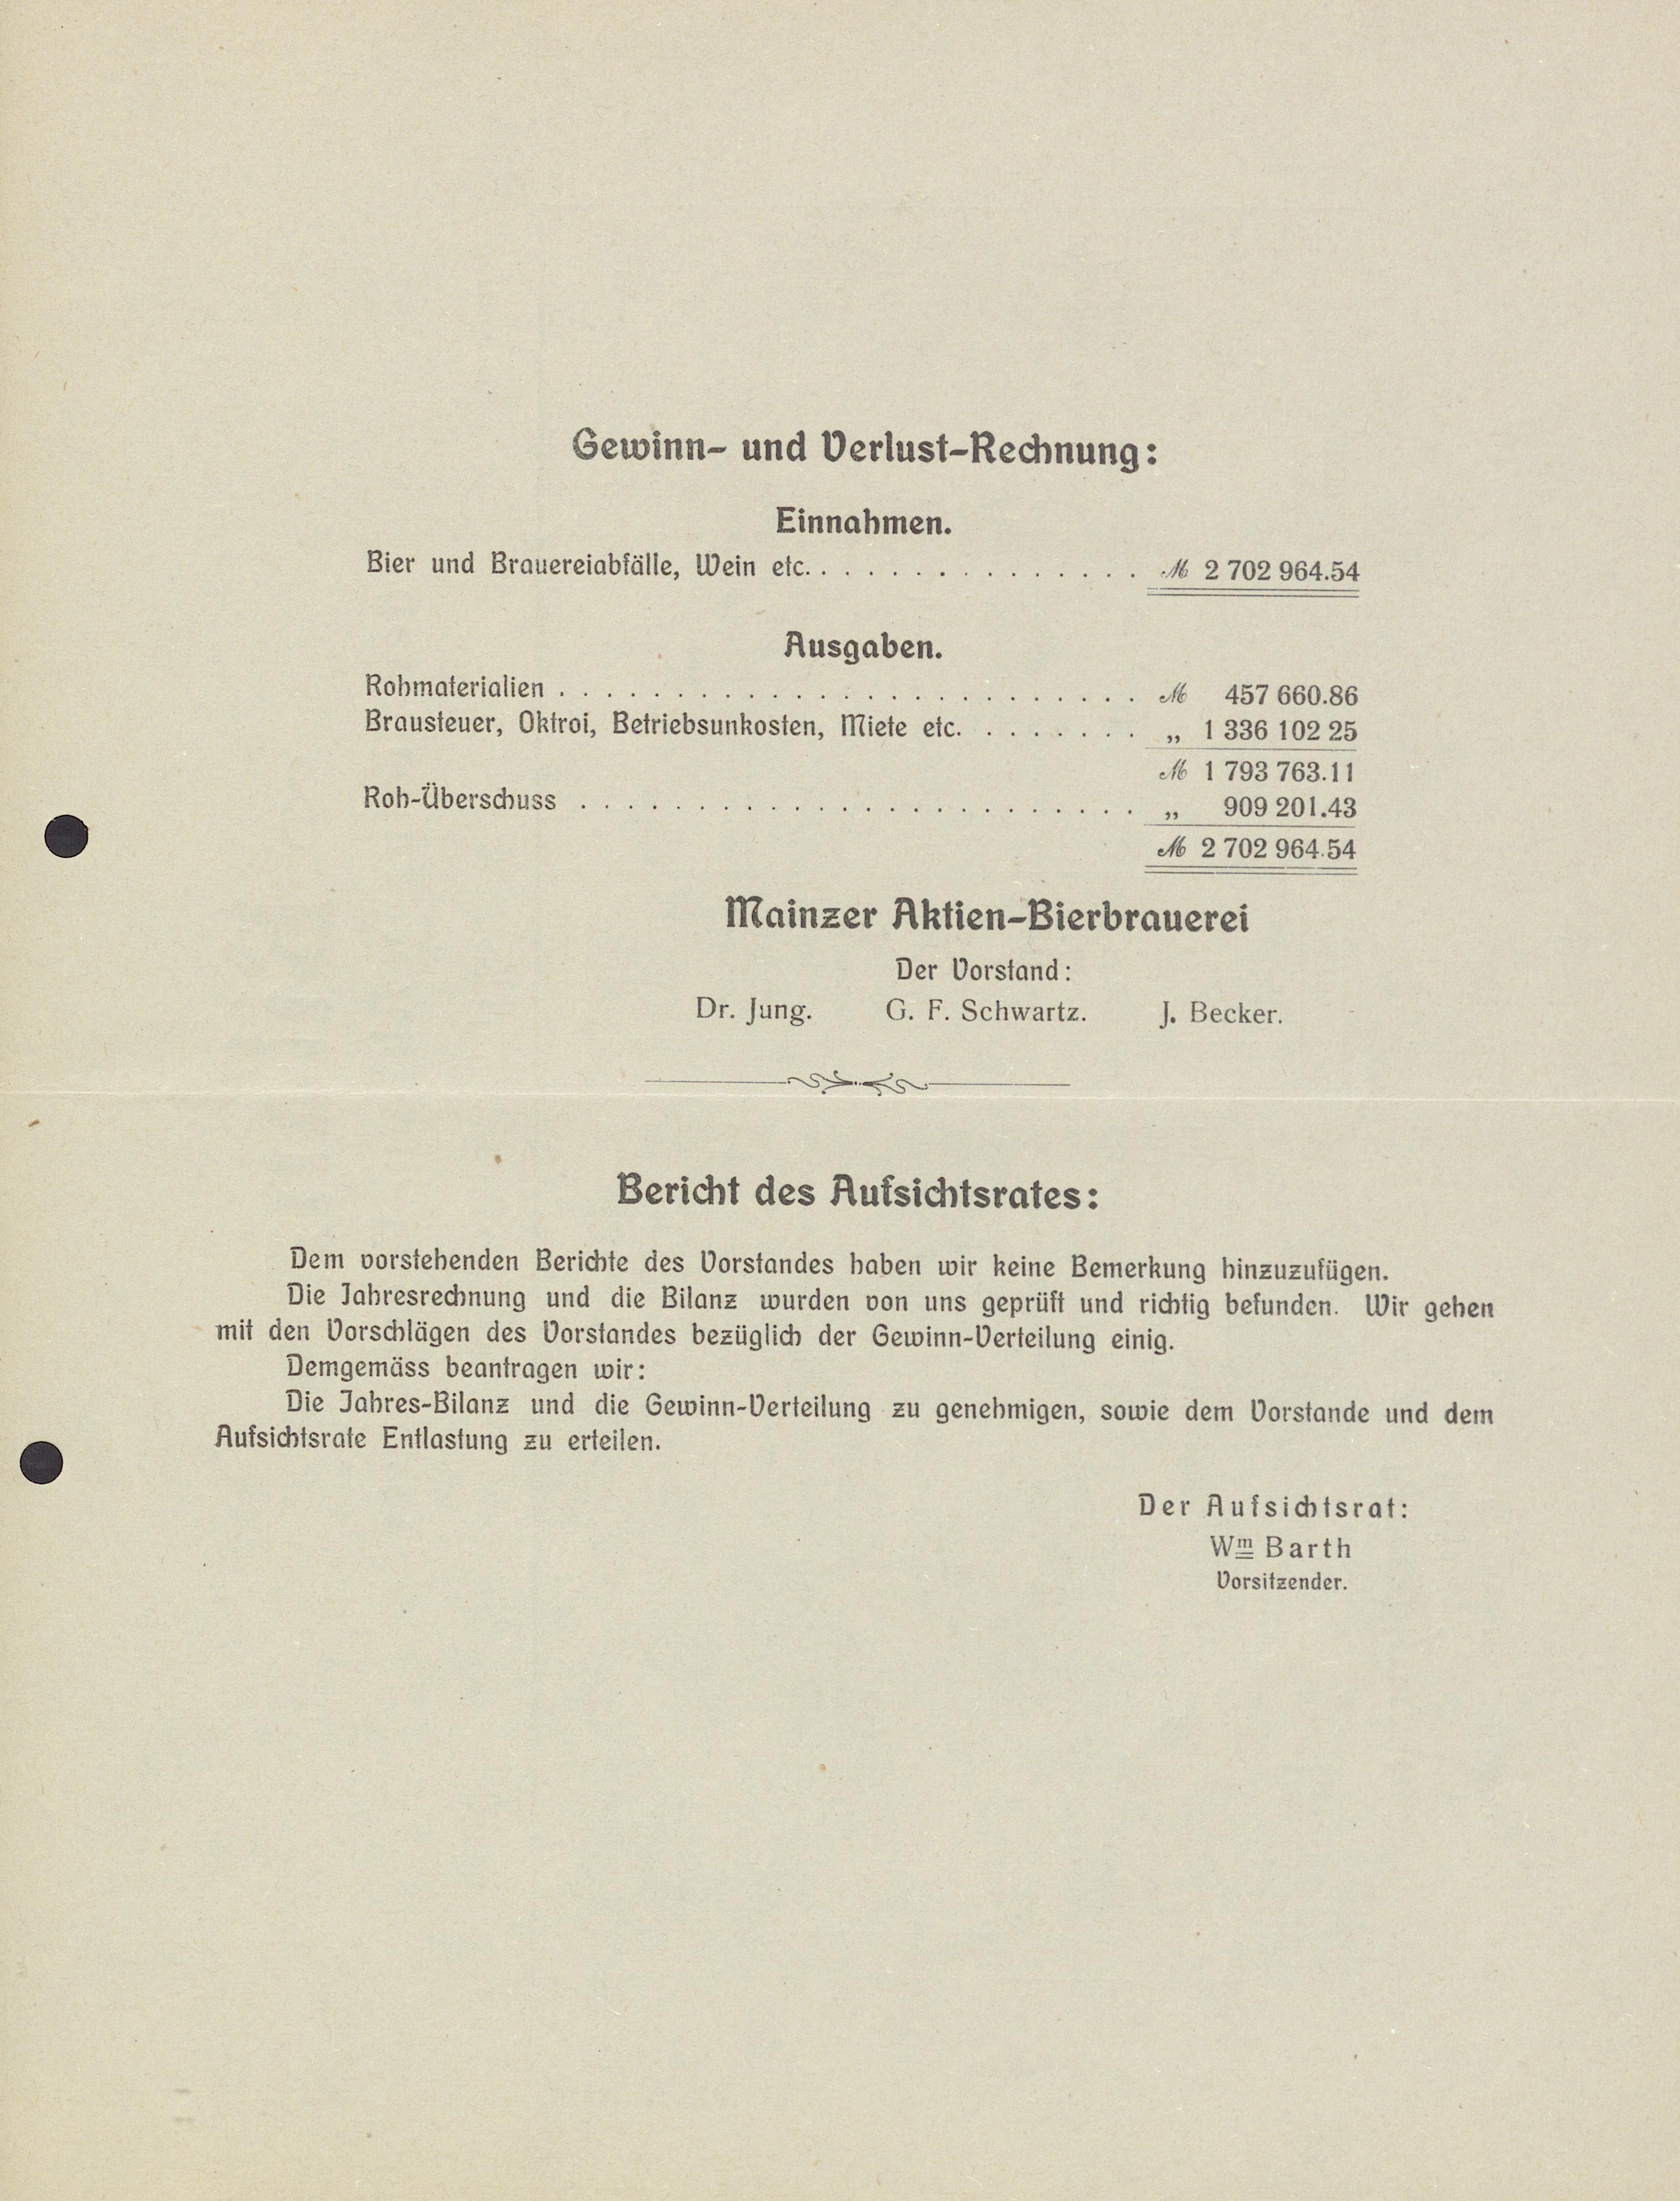 Gewinn- und Verlust-Rechnung:
Einnahmen.
Bier und Brauereiabfälle, Wein etc. . . . . . . . . . . . . . . . ℳ 2 702 964.54
Ausgaben.
Rohmaterialien . . . . . . . . . . . . . . . . . . . . . . . . . ℳ 457 660.86
Brausteuer, Oktroi, Betriebsunkosten, Miete etc. . . . . . . . „ 1 336 102 25
ℳ 1 793 763.11
Roh-Überschuss . . . . . . . . . . . . . . . . . . . . . . . . „ 909 201.43
ℳ 2 702 964.54
Mainzer Aktien-Bierbrauerei
Der Vorstand:
Dr. Jung. G. F. Schwartz. J. Becker.
Bericht des Aufsichtsrates:
Dem vorstehenden Berichte des Vorstandes haben wir keine Bemerkung hinzuzufügen.
Die Jahresrechnung und die Bilanz wurden von uns geprüft und richtig befunden. Wir gehen
mit den Vorschlägen des Vorstandes bezüglich der Gewinn-Verteilung einig.
Demgemäss beantragen wir:
Die Jahres-Bilanz und die Gewinn-Verteilung zu genehmigen, sowie dem Vorstande und dem
Aufsichtsrate Entlastung zu erteilen.
Der Aufsichtsrat:
Wm Barth
Vorsitzender.